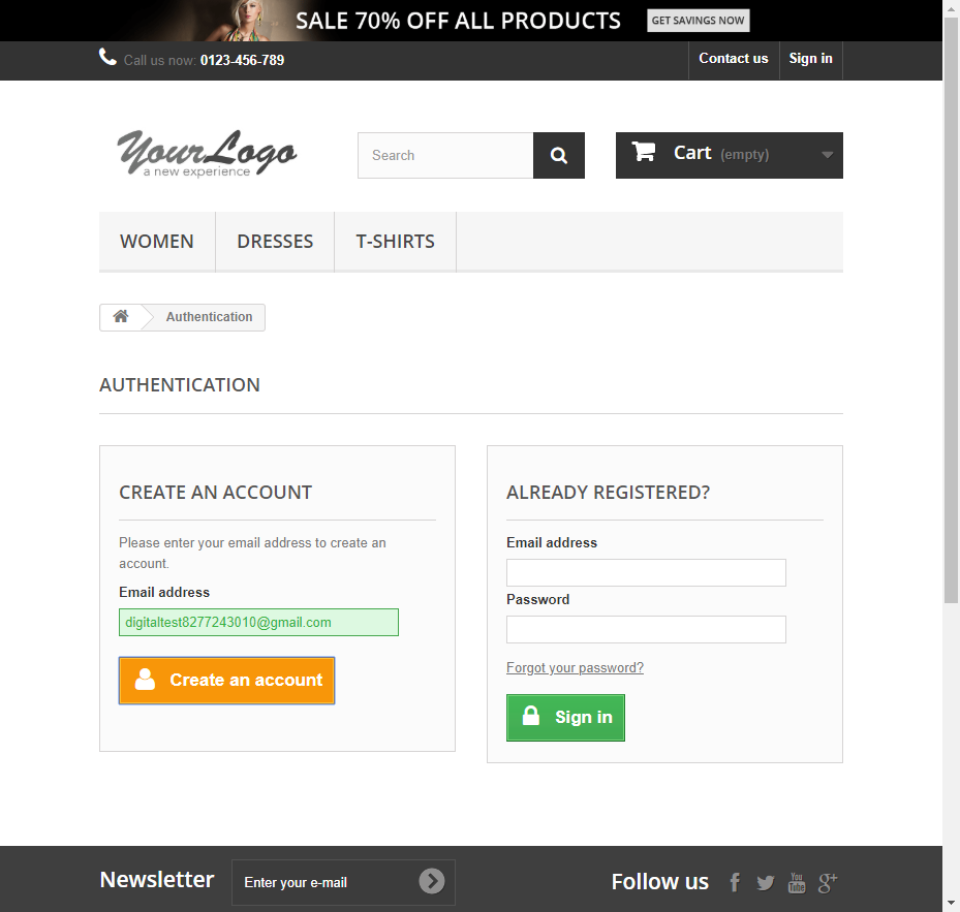 SALE 70% OFF ALL PRODUCTS GET SAVINGS NOW
Call us now: 0123-456-789 Contact us Sign in
YourLogo
a new experience
Search
Cart (empty)
WOMEN DRESSES T-SHIRTS
Authentication
AUTHENTICATION
CREATE AN ACCOUNT
Please enter your email address to create an
account.
Email address
digitaltest8277243010@gmail.com
Create an account
ALREADY REGISTERED?
Email address
Password
Forgot your password?
Sign in
Newsletter Enter your e-mail Follow us You Tube